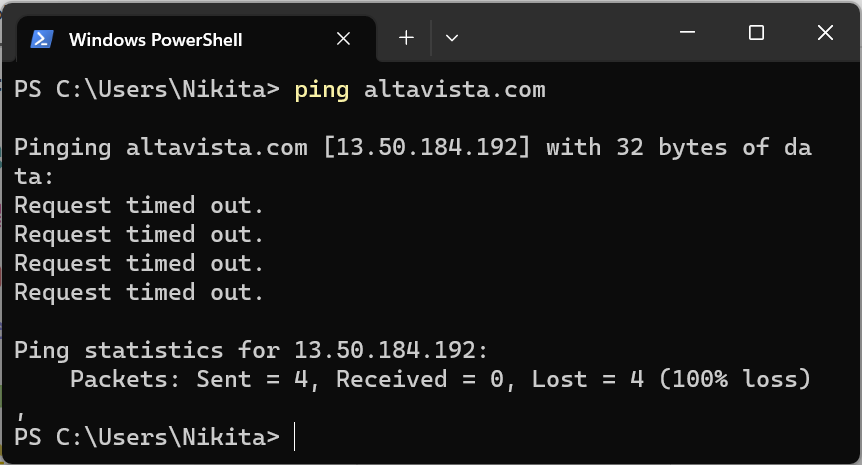 Windows PowerShell
PS C:\Users\Nikita> ping altavista.com
Pinging altavista.com [13.50.184.192] with 32 bytes of da
ta:
Request timed out.
Request timed out.
Request timed out.
Request timed out.
Ping statistics for 13.50.184.192:
    Packets: Sent = 4, Received = 0, Lost = 4 (100% loss)
,
PS C:\Users\Nikita>